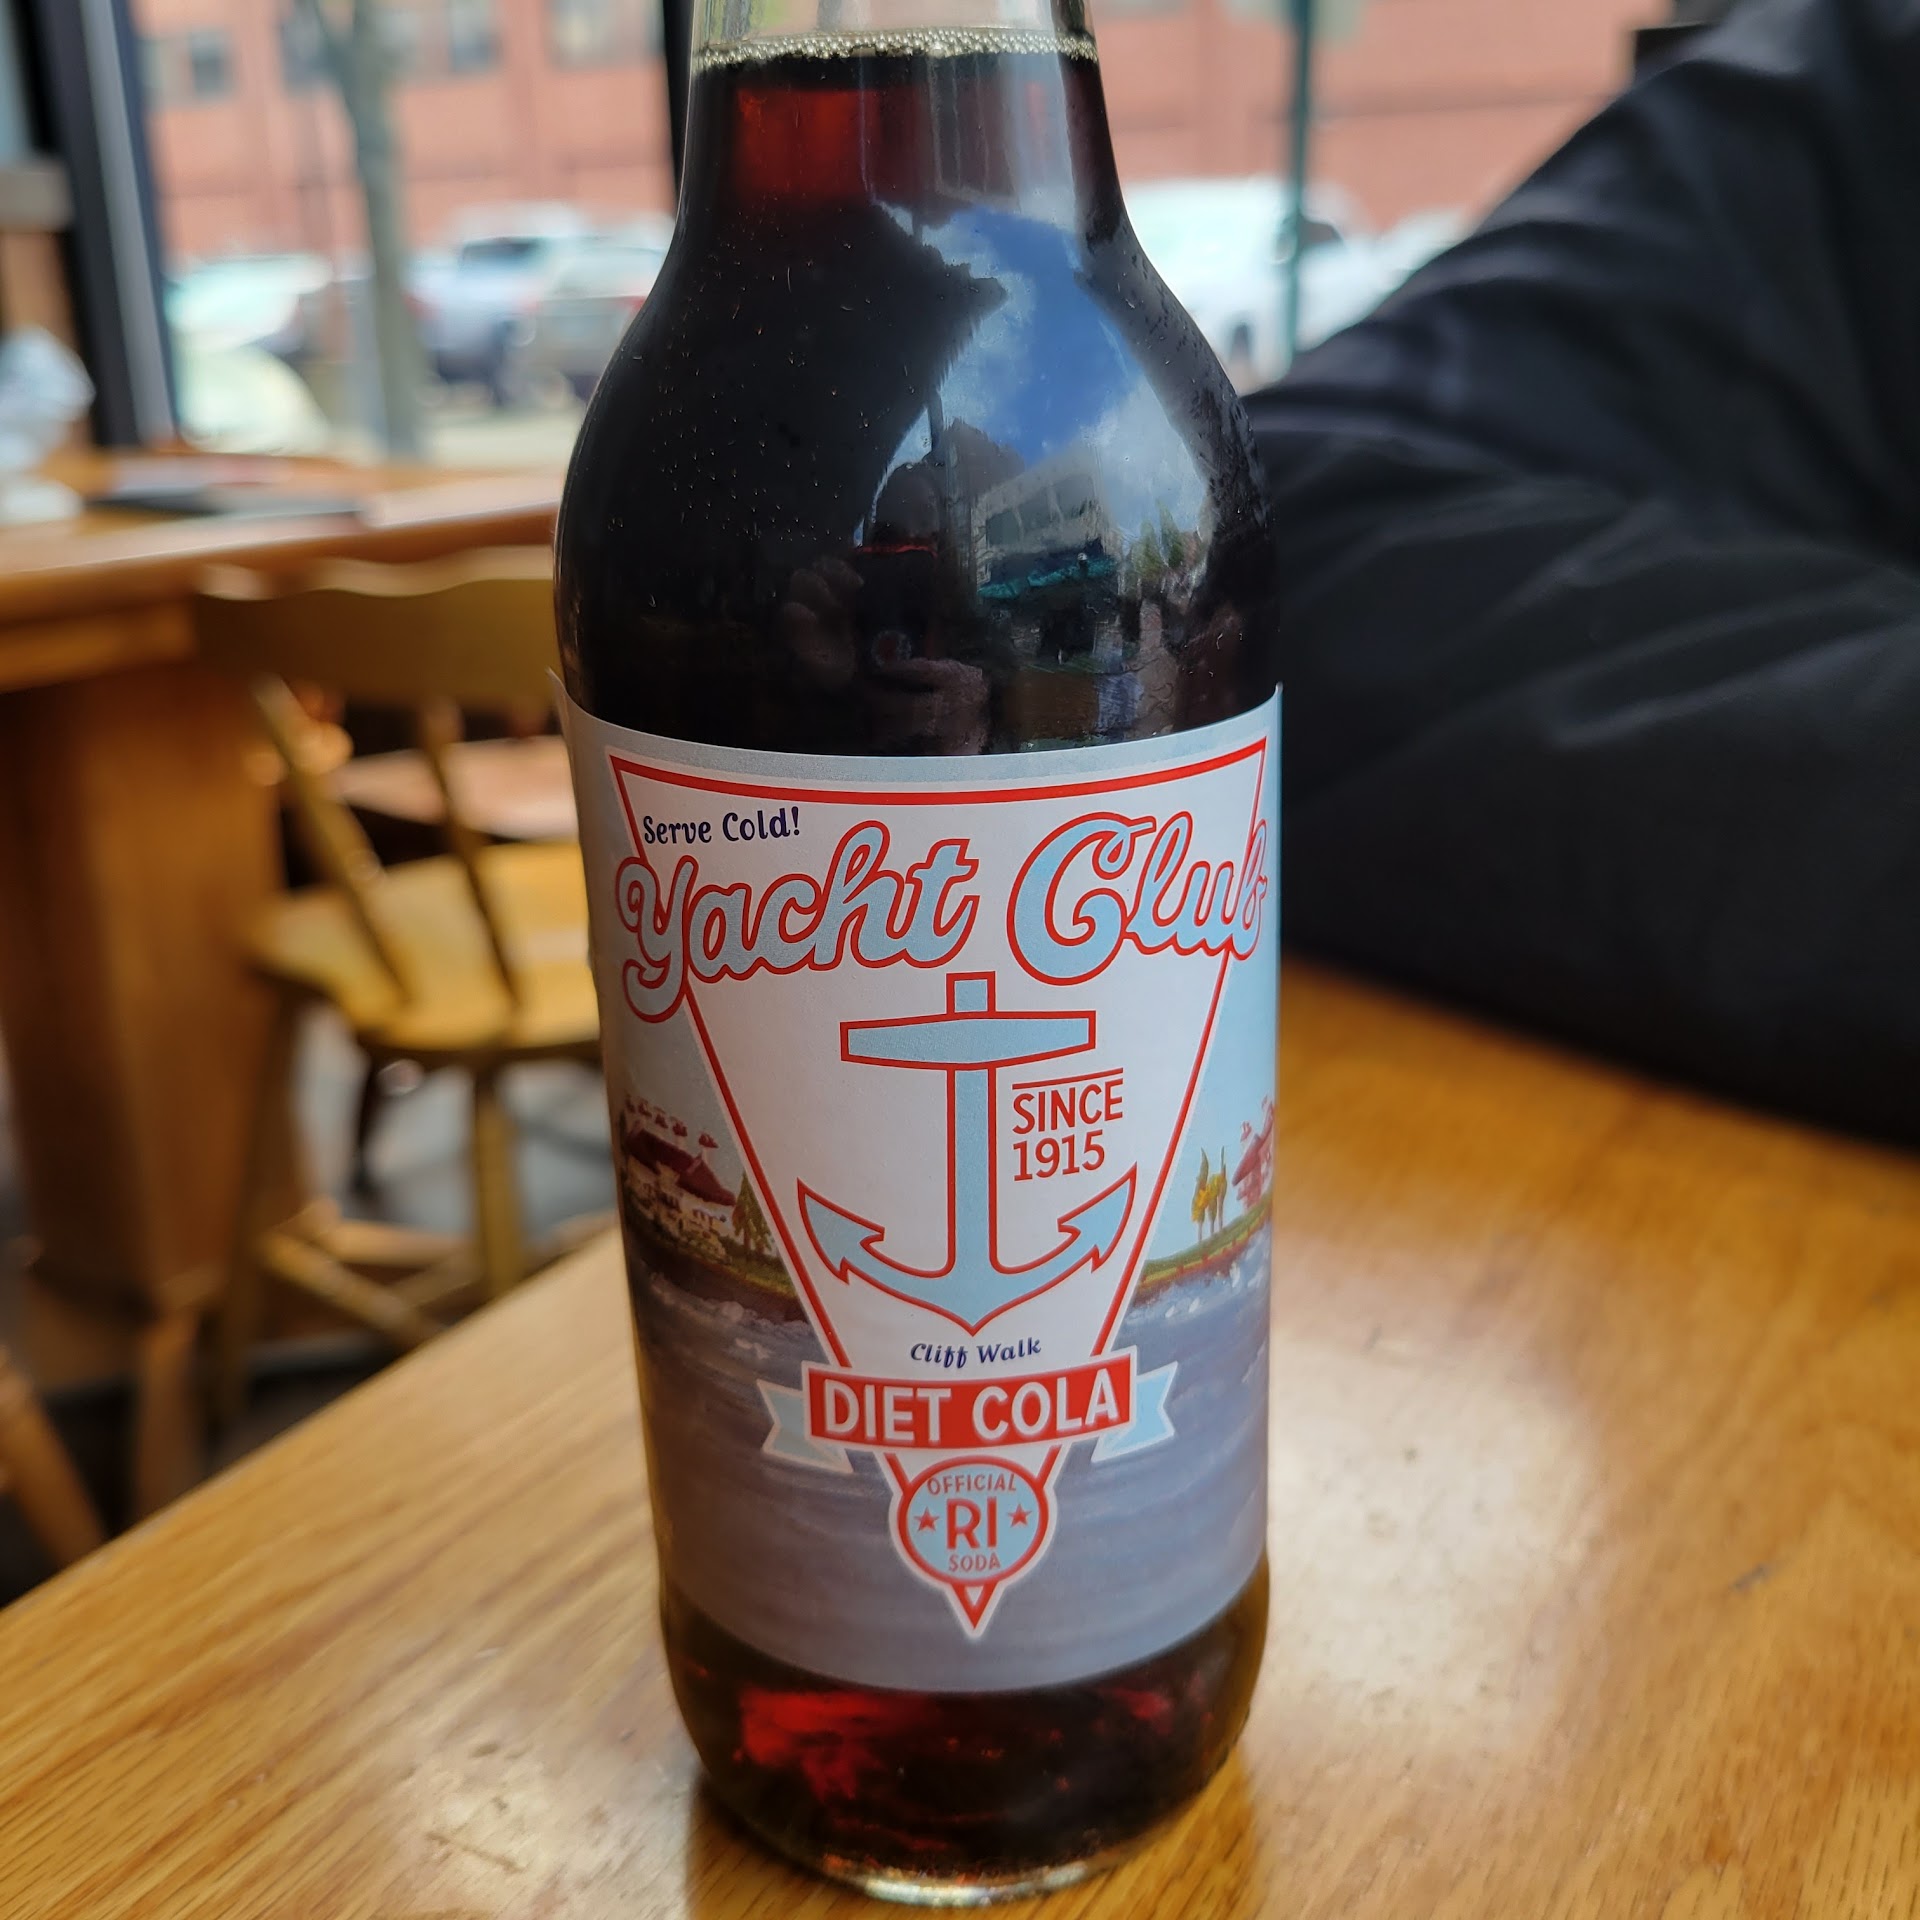 Serve Cold!
Yacht Club
SINCE
1915
Cliff Walk
DIET COLA
OFFICIAL
RI
SODA